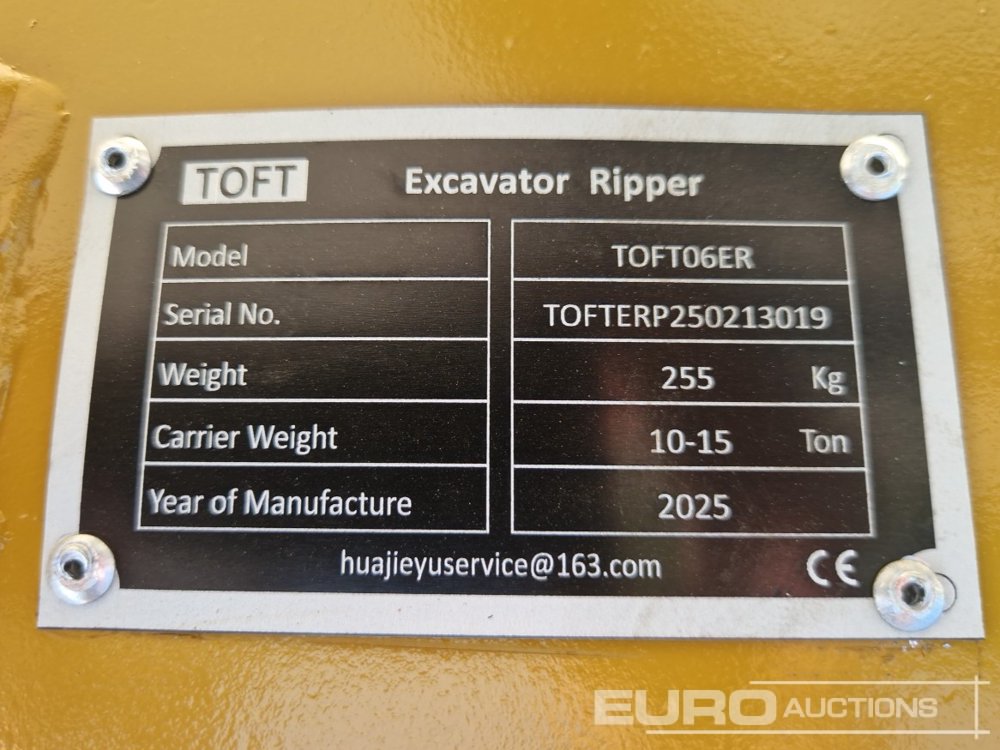 TOFT Excavator Ripper
Model TOFT06ER
Serial No. TOFTERP250213019
Weight 255 Kg
Carrier Weight 10-15 Ton
Year of Manufacture 2025
huajieyuservice@163.com CE
EURO AUCTIONS